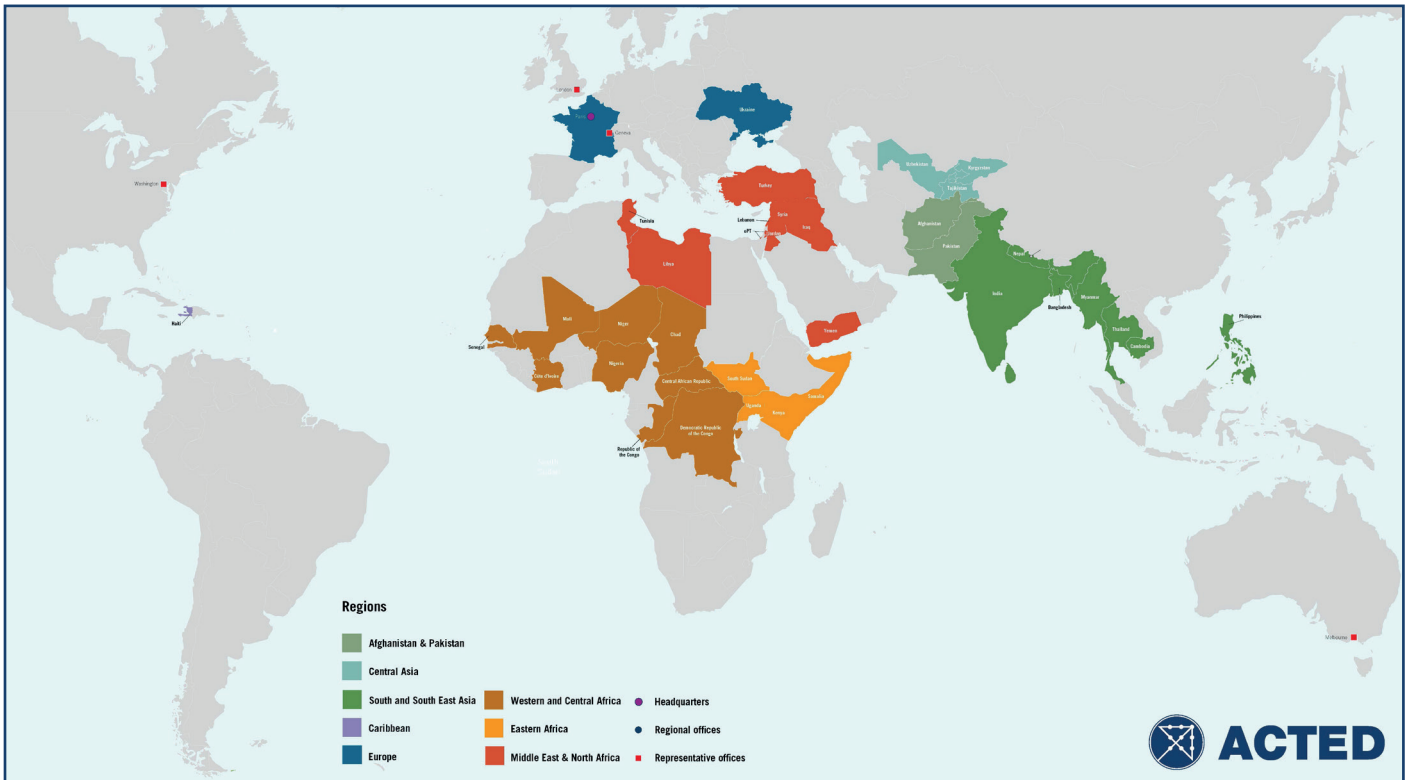 London
Paris
Geneva
Ukraine
Washington
Uzbekistan
Kyrgyzstan
Tajikistan
Turkey
Tunisia
Lebanon
Syria
oPT
Jordan
Iraq
Afghanistan
Pakistan
Libya
Nepal
India
Bangladesh
Myanmar
Thailand
Cambodia
Philippines
Haiti
Senegal
Mali
Niger
Chad
Yemen
Côte d'Ivoire
Nigeria
Central African Republic
South Sudan
Somalia
Uganda
Kenya
Democratic Republic
of the Congo
Republic of
the Congo
Melbourne
Regions
Afghanistan & Pakistan
Central Asia
South and South East Asia
Caribbean
Europe
Western and Central Africa
Eastern Africa
Middle East & North Africa
Headquarters
Regional offices
Representative offices
ACTED